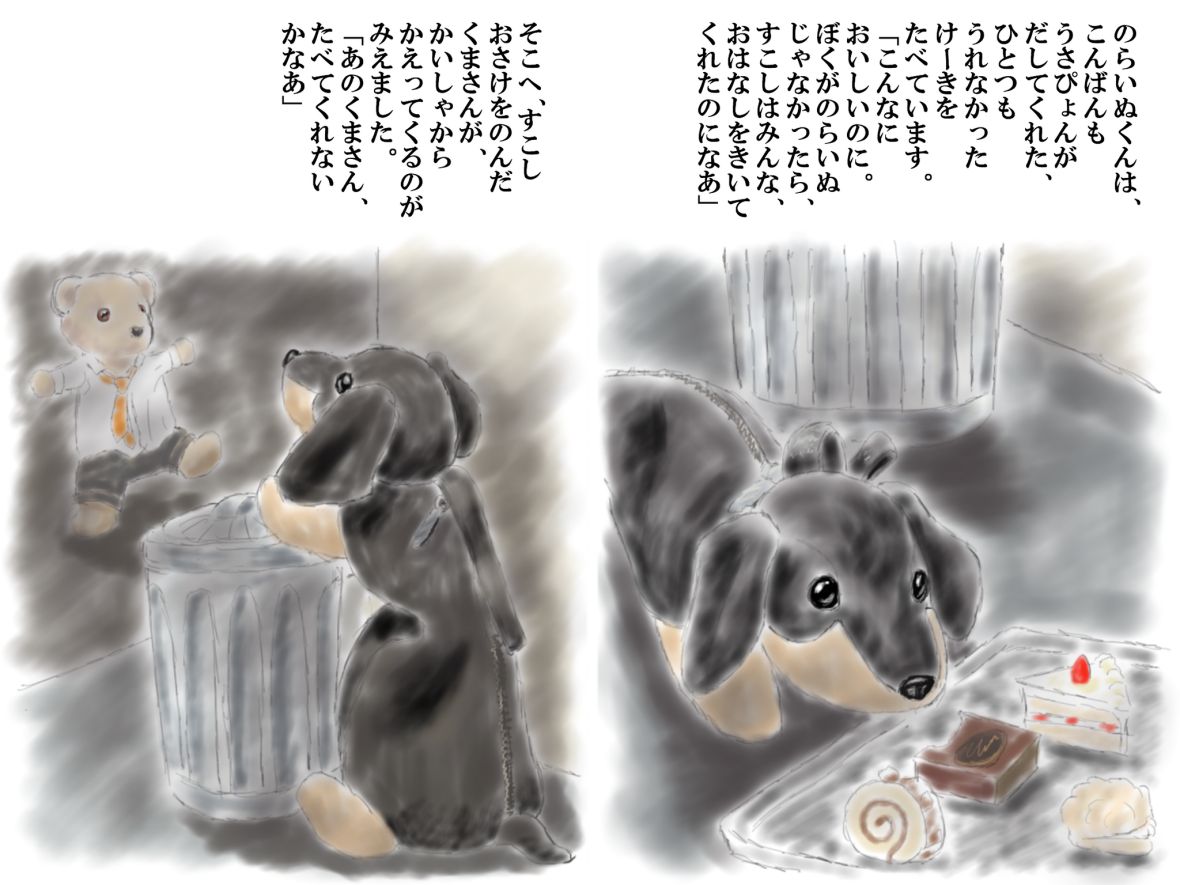 のらいぬくんは、
こんばんも
うさぴょんが
だしてくれた、
ひとつも
うれなかった
けーきを
たべています。
「こんなに
おいしいのに。
ぼくがのらいぬ
じゃなかったら、
すこしはみんな、
おはなしをきいて
くれたのになあ」
そこへ、すこし
おさけをのんだ
くまさんが、
かいしゃから
かえってくるのが
みえました。
「あのくまさん、
たべてくれない
かなあ」